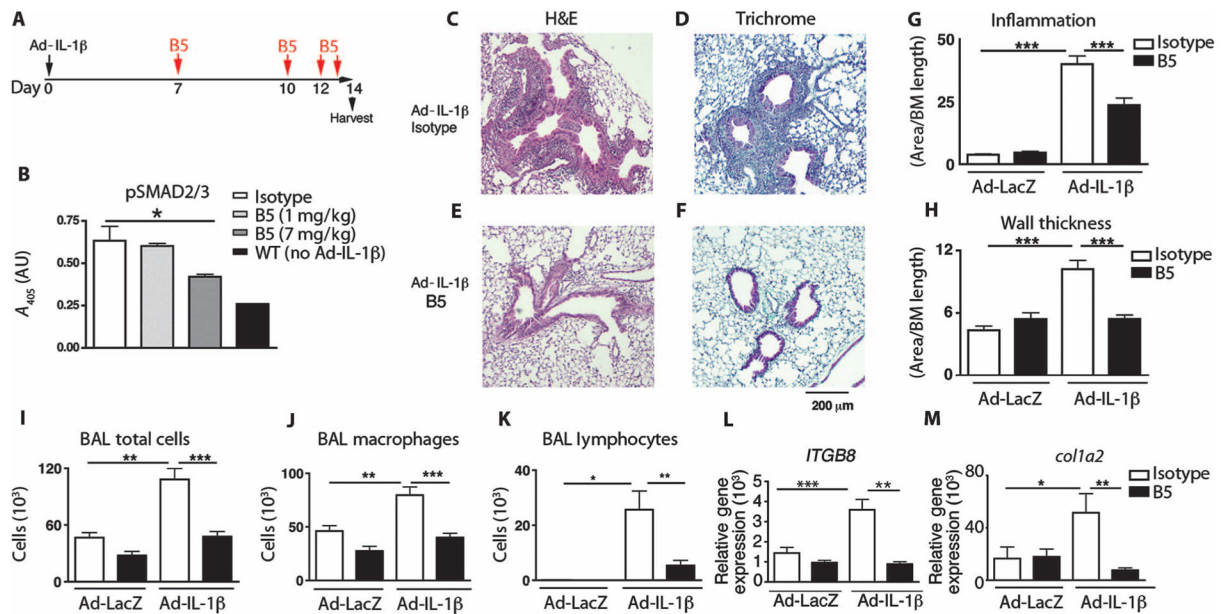 A
Ad-IL-1β
B5
B5
B5
Day
0
7
10
12
14
Harvest
B
pSMAD2/3
*
Isotype
B5 (1 mg/kg)
B5 (7 mg/kg)
WT (no Ad-IL-1β)
A405 (AU)
0.75
0.50
0.25
0.00
C
H&E
D
Trichrome
Ad-IL-1β
Isotype
E
F
Ad-IL-1β
B5
200 µm
G
Inflammation
***
***
Isotype
B5
(Area/BM length)
50
25
0
Ad-LacZ
Ad-IL-1β
H
Wall thickness
***
***
Isotype
B5
(Area/BM length)
12
6
0
Ad-LacZ
Ad-IL-1β
I
BAL total cells
**
***
Cells (10³)
120
60
0
Ad-LacZ
Ad-IL-1β
J
BAL macrophages
**
***
Cells (10³)
100
50
0
Ad-LacZ
Ad-IL-1β
K
BAL lymphocytes
*
**
Cells (10³)
40
20
0
Ad-LacZ
Ad-IL-1β
L
ITGB8
***
**
Relative gene
expression (10³)
5
4
3
2
1
0
Ad-LacZ
Ad-IL-1β
M
col1a2
*
**
Isotype
B5
Relative gene
expression (10³)
80
40
0
Ad-LacZ
Ad-IL-1β